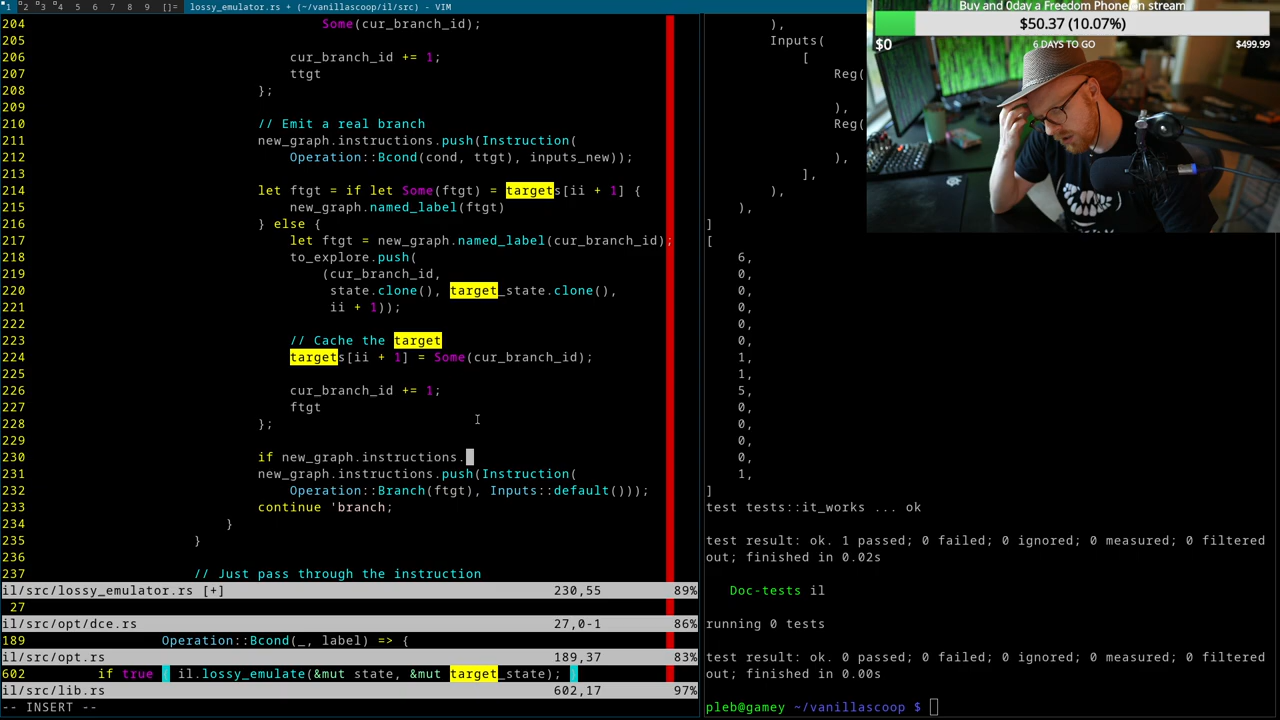 1 2 3 4 5 6 7 8 9 []= lossy_emulator.rs + (~/vanillascoop/il/src) - VIM
204 Some(cur_branch_id);
205
206 cur_branch_id += 1;
207 ttgt
208 };
209
210 // Emit a real branch
211 new_graph.instructions.push(Instruction(
212 Operation::Bcond(cond, ttgt), inputs_new));
213
214 let ftgt = if let Some(ftgt) = targets[ii + 1] {
215 new_graph.named_label(ftgt)
216 } else {
217 let ftgt = new_graph.named_label(cur_branch_id);
218 to_explore.push(
219 (cur_branch_id,
220 state.clone(), target_state.clone(),
221 ii + 1));
222
223 // Cache the target
224 targets[ii + 1] = Some(cur_branch_id);
225
226 cur_branch_id += 1;
227 ftgt
228 };
229
230 if new_graph.instructions.
231 new_graph.instructions.push(Instruction(
232 Operation::Branch(ftgt), Inputs::default()));
233 continue 'branch;
234 }
235 }
236
237 // Just pass through the instruction
il/src/lossy_emulator.rs [+] 230,55 89%
27
il/src/opt/dce.rs 27,0-1 86%
189 Operation::Bcond(_, label) => {
il/src/opt.rs 189,37 83%
602 if true { il.lossy_emulate(&mut state, &mut target_state); }
il/src/lib.rs 602,17 97%
-- INSERT --
),
Inputs(
[
Reg(
),
Reg(
),
],
),
),
]
[
6,
0,
0,
0,
0,
0,
1,
1,
5,
0,
0,
0,
0,
1,
]
test tests::it_works ... ok
test result: ok. 1 passed; 0 failed; 0 ignored; 0 measured; 0 filtered
out; finished in 0.02s
Doc-tests il
running 0 tests
test result: ok. 0 passed; 0 failed; 0 ignored; 0 measured; 0 filtered
out; finished in 0.00s
pleb@gamey ~/vanillascoop $
Buy and 0day a Freedom Phone on stream
$50.37 (10.07%)
$0 6 DAYS TO GO $499.99